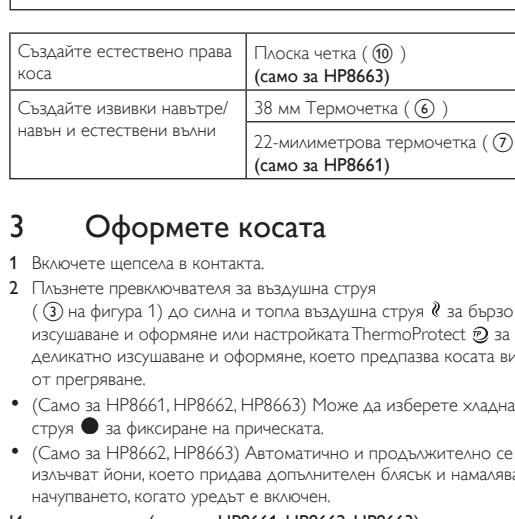 Създайте естествено права
коса
Плоска четка ( ⑩ )
(само за HP8663)
Създайте извивки навътре/
навън и естествени вълни
38 мм Термочетка ( ⑥ )
22-милиметрова термочетка ( ⑦
(само за HP8661)
3 Оформете косата
1 Включете щепсела в контакта.
2 Плъзнете превключвателя за въздушна струя
( ③ на фигура 1) до силна и топла въздушна струя за бързо
изсушаване и оформяне или настройката ThermoProtect за
деликатно изсушаване и оформяне, което предпазва косата ви
от прегряване.
• (Само за HP8661, HP8662, HP8663) Може да изберете хладна
струя ● за фиксиране на прическата.
• (Само за HP8662, HP8663) Автоматично и продължително се
излъчват йони, което придава допълнителен блясък и намалява
начупването, когато уредът е включен.